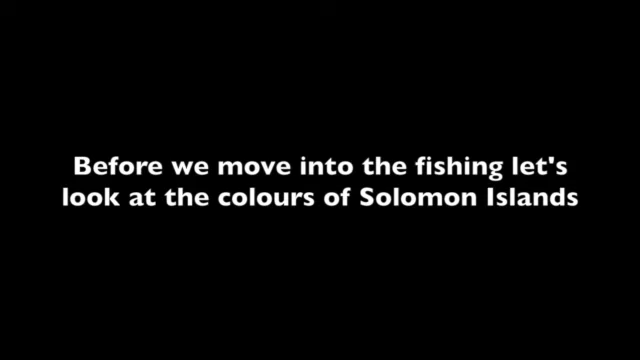 Before we move into the fishing let's
look at the colours of Solomon Islands